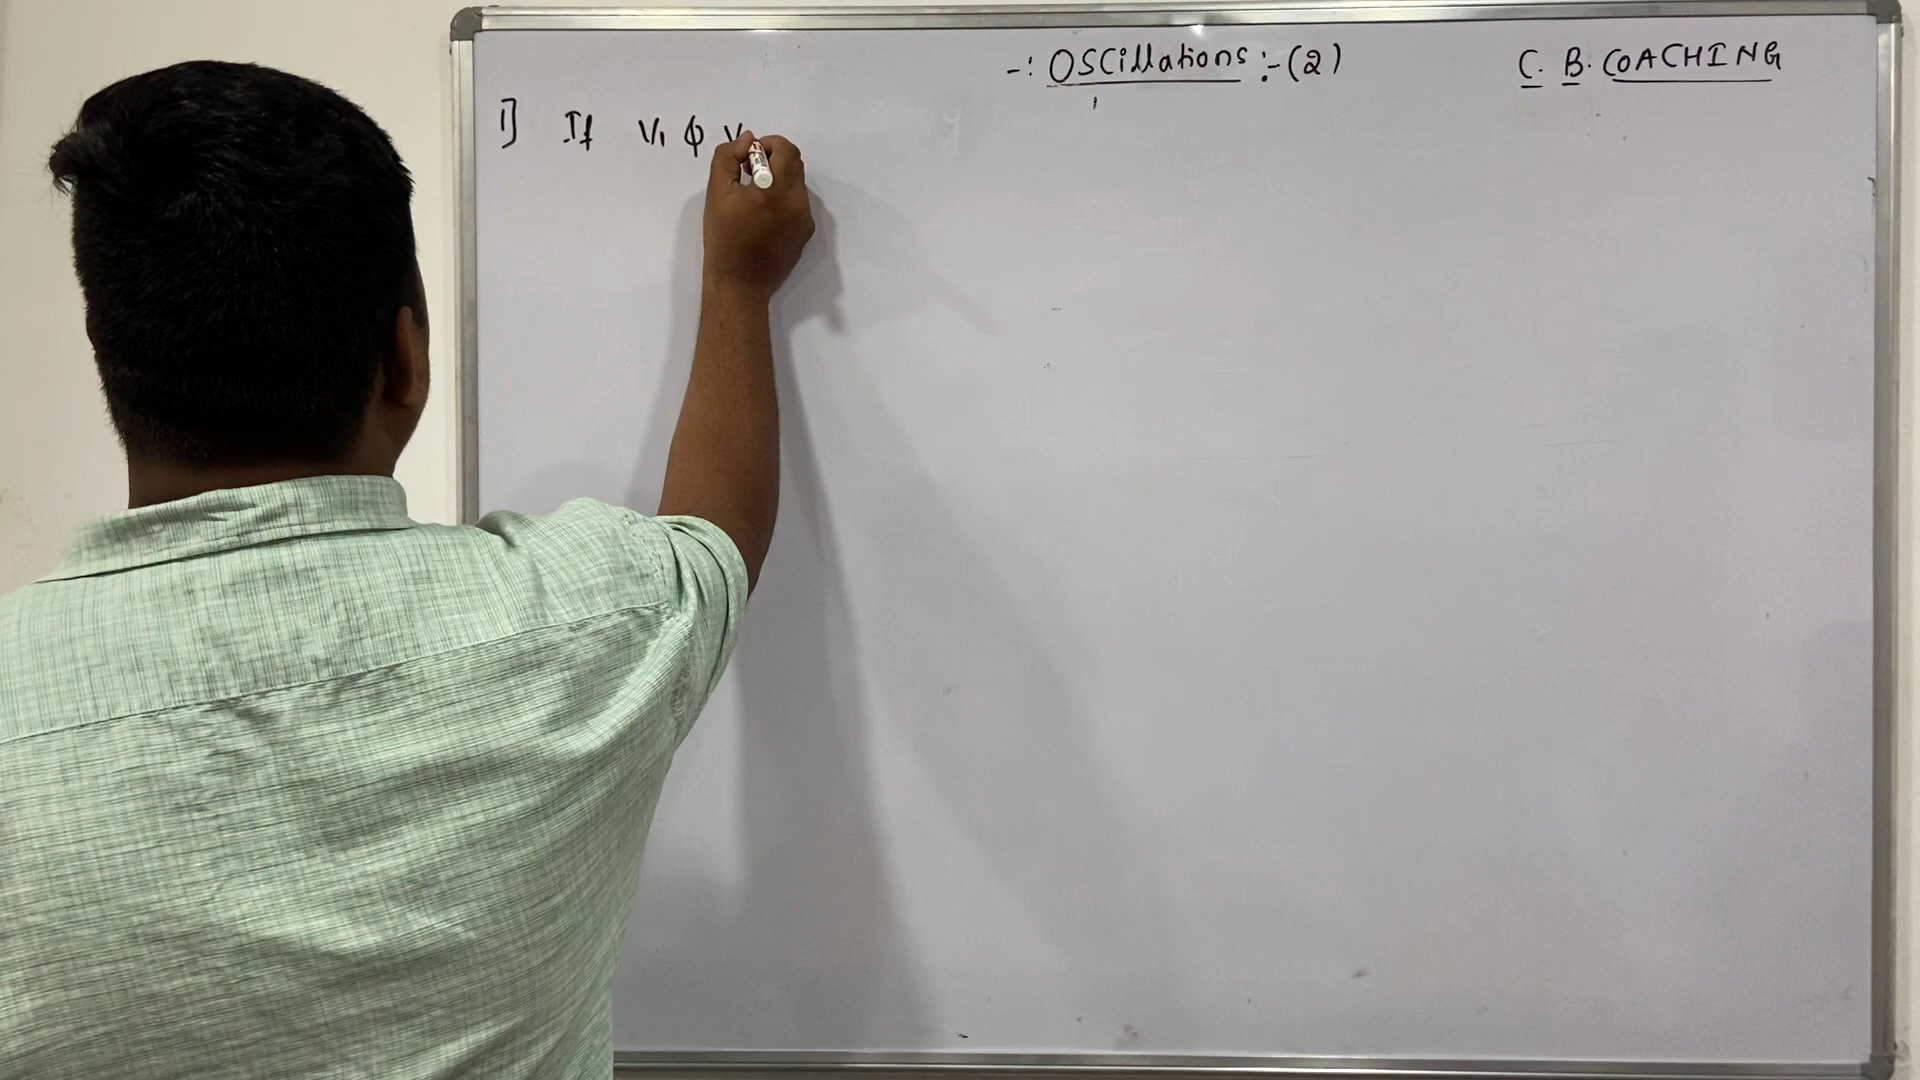 -: OSCillations :- (2)
C. B. COACHING
1] If V₁ & V